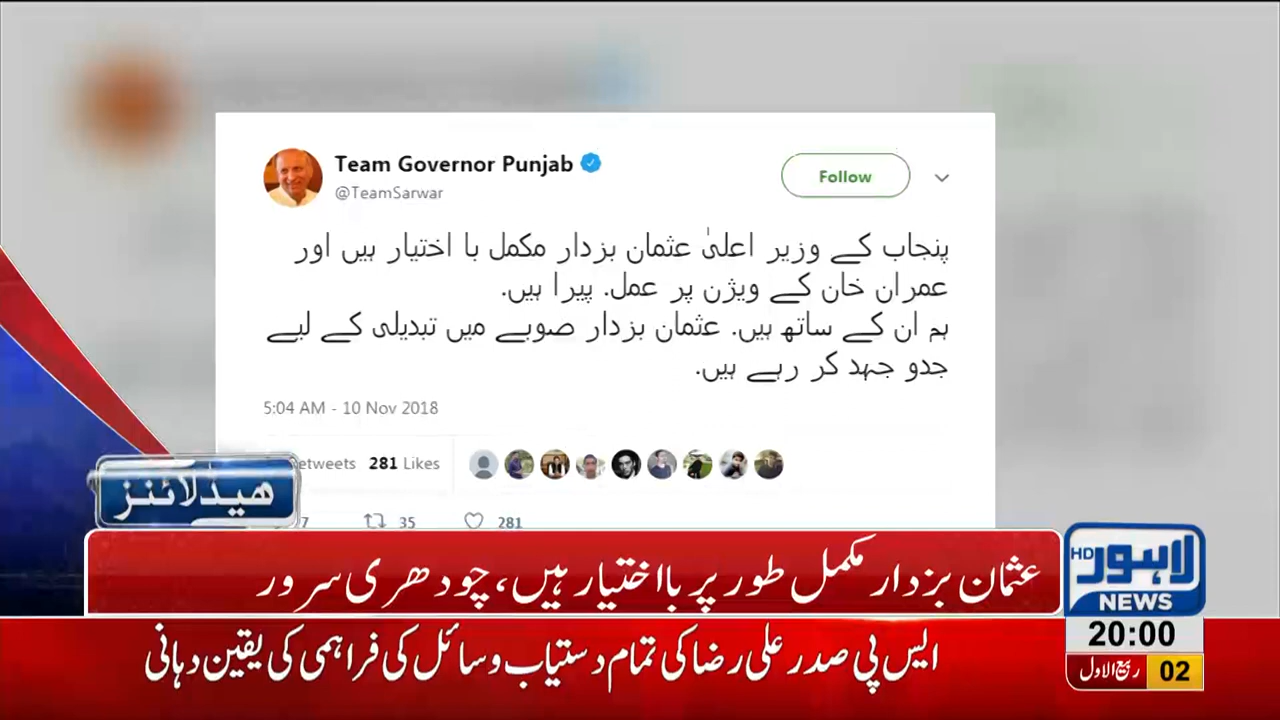 Team Governor Punjab
@TeamSarwar
Follow
پنجاب کے وزیر اعلیٰ عثمان بزدار مکمل با اختیار ہیں اور
عمران خان کے ویژن پر عمل. پیرا ہیں.
ہم ان کے ساتھ ہیں. عثمان بزدار صوبے میں تبدیلی کے لیے
جدو جہد کر رہے ہیں.
5:04 AM - 10 Nov 2018
etweets 281 Likes
7 35 281
ھیڈلائنز
عثمان بزدار مکمل طور پر بااختیار ہیں، چودھری سرور
ایس پی صدر علی رضا کی تمام دستیاب وسائل کی فراہمی کی یقین دہانی
لاہور HD
NEWS
20:00
02 ربیع الاول